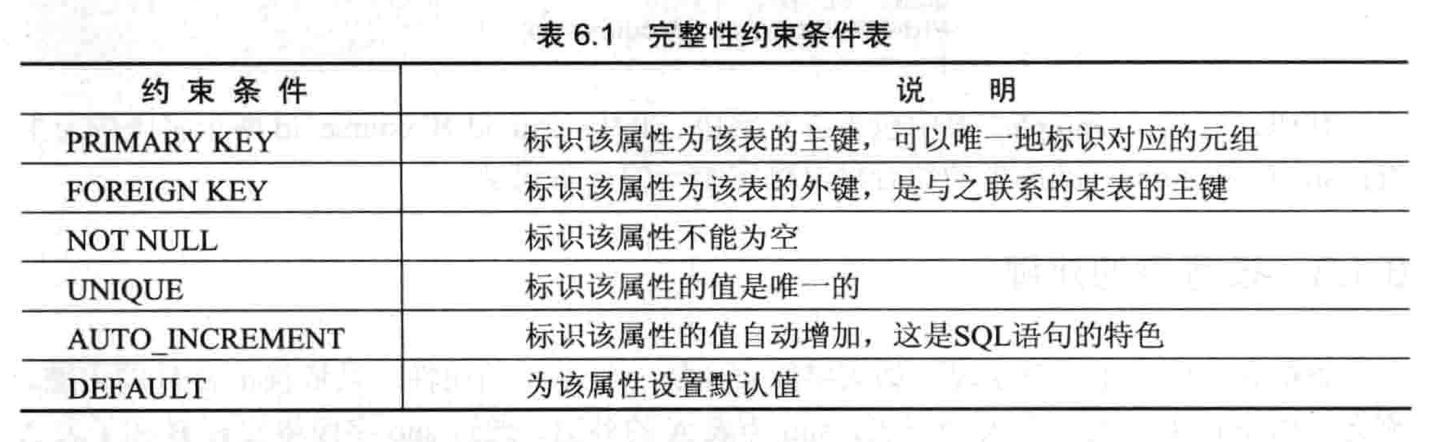 表 6.1 完整性约束条件表
约束条件 说明
PRIMARY KEY 标识该属性为该表的主键，可以唯一地标识对应的元组
FOREIGN KEY 标识该属性为该表的外键，是与之联系的某表的主键
NOT NULL 标识该属性不能为空
UNIQUE 标识该属性的值是唯一的
AUTO_INCREMENT 标识该属性的值自动增加，这是SQL语句的特色
DEFAULT 为该属性设置默认值